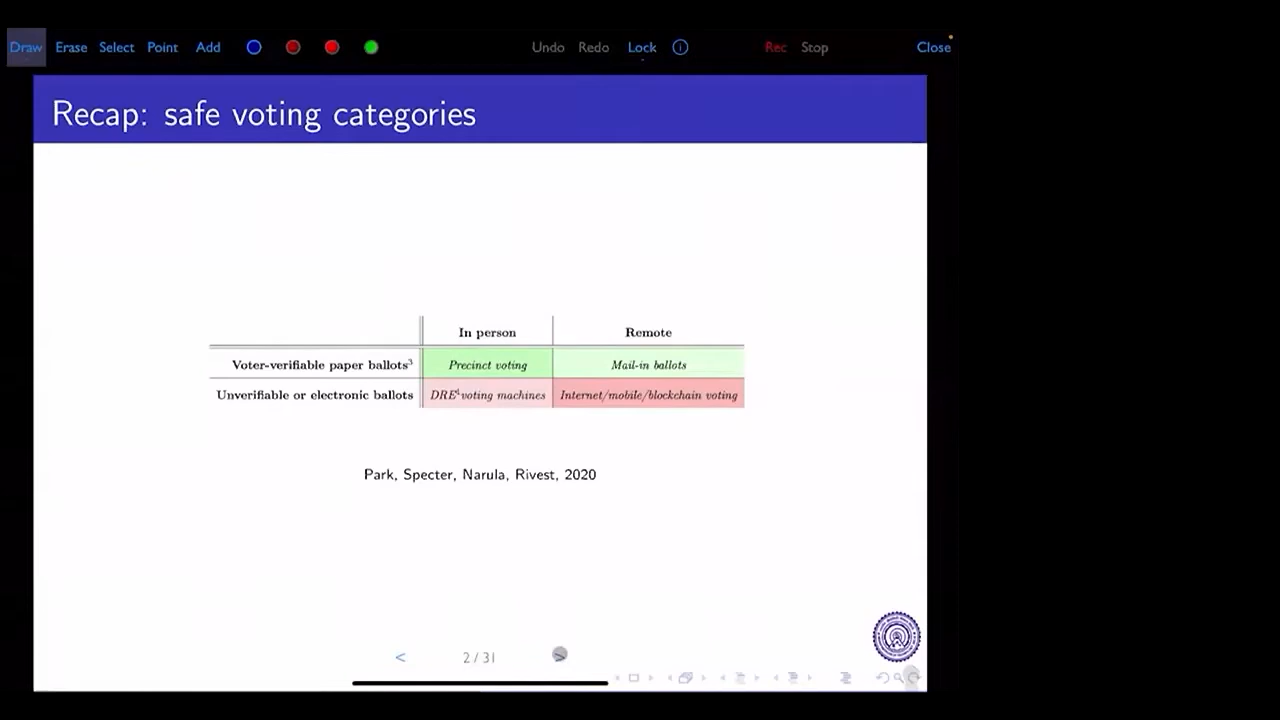 Draw Erase Select Point Add Undo Redo Lock Rec Stop Close
Recap: safe voting categories
In person Remote
Voter-verifiable paper ballots³ Precinct voting Mail-in ballots
Unverifiable or electronic ballots DRE⁴voting machines Internet/mobile/blockchain voting
Park, Specter, Narula, Rivest, 2020
< 2 / 31 >